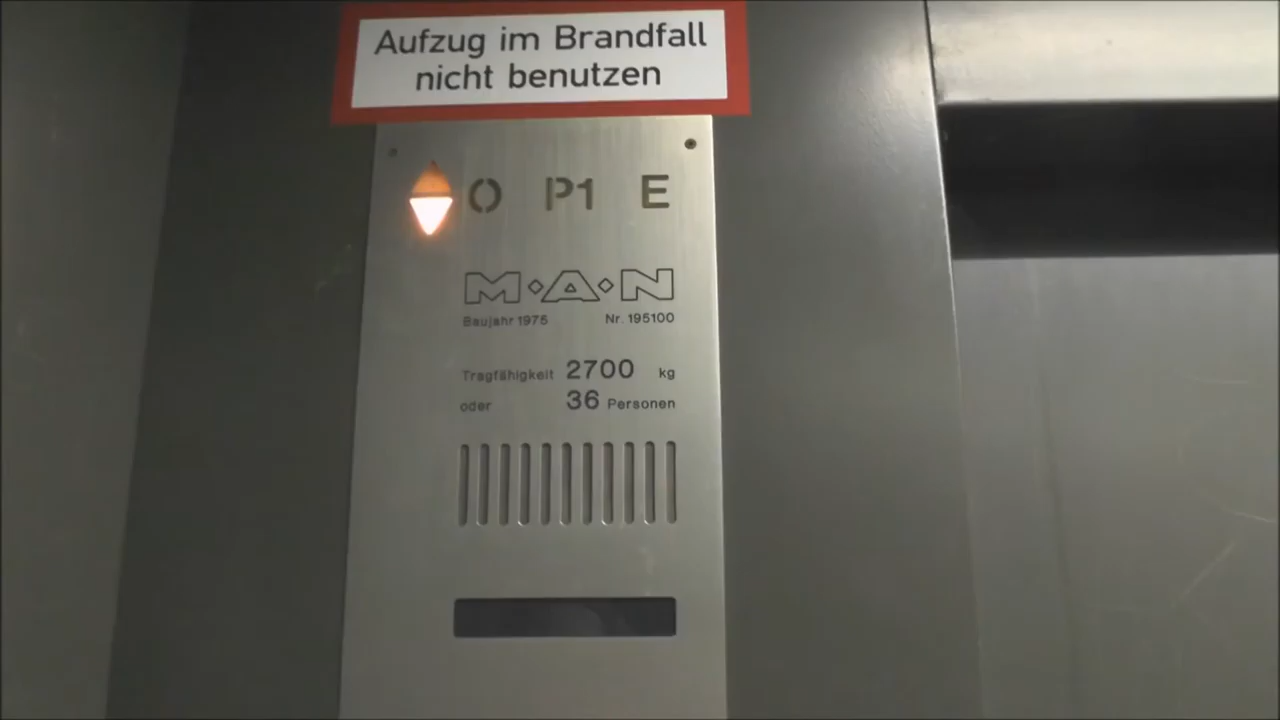 Aufzug im Brandfall
nicht benutzen
O P1 E
M·A·N
Baujahr 1975 Nr. 195100
Tragfähigkeit 2700 kg
oder 36 Personen